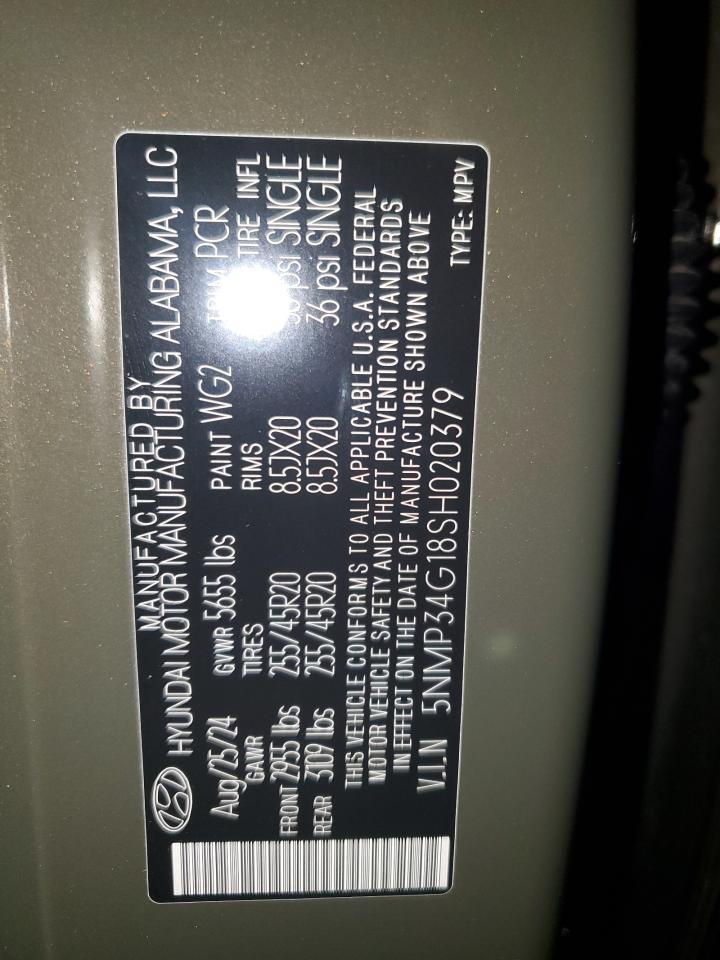 MANUFACTURED BY
HYUNDAI MOTOR MANUFACTURING ALABAMA, LLC
Aug/25/24 GVWR 5655 lbs PAINT WG2 TRIM PCR
GAWR TIRES RIMS TIRE INFL
FRONT 2955 lbs 255/45R20 8.5JX20 psi SINGLE
REAR 3109 lbs 255/45R20 8.5JX20 36 psi SINGLE
THIS VEHICLE CONFORMS TO ALL APPLICABLE U.S.A. FEDERAL
MOTOR VEHICLE SAFETY AND THEFT PREVENTION STANDARDS
IN EFFECT ON THE DATE OF MANUFACTURE SHOWN ABOVE
V.I.N 5NMP34G18SH020379
TYPE: MPV